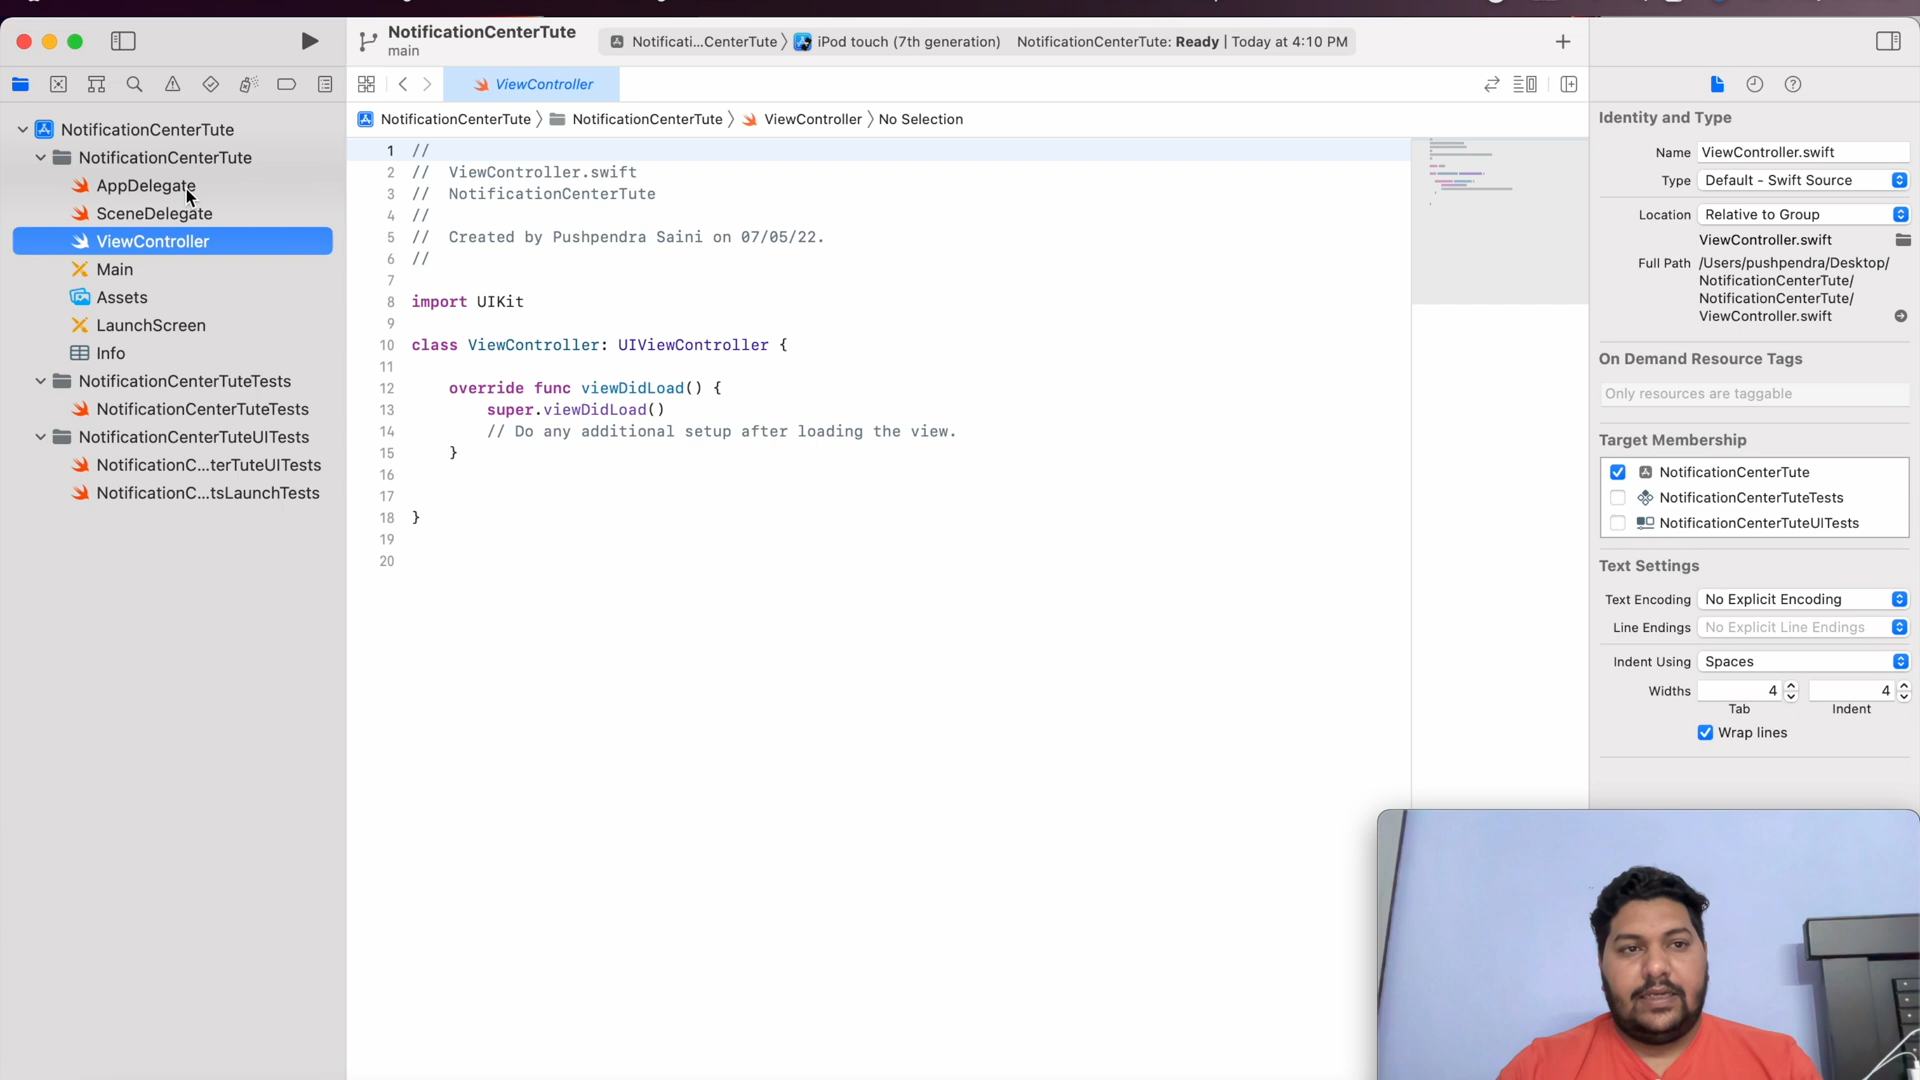 NotificationCenterTute
main
Notificati...CenterTute 〉 iPod touch (7th generation) NotificationCenterTute: Ready | Today at 4:10 PM
ViewController
NotificationCenterTute 〉 NotificationCenterTute 〉 ViewController 〉 No Selection
NotificationCenterTute
NotificationCenterTute
AppDelegate
SceneDelegate
ViewController
Main
Assets
LaunchScreen
Info
NotificationCenterTuteTests
NotificationCenterTuteTests
NotificationCenterTuteUITests
NotificationC...terTuteUITests
NotificationC...tsLaunchTests
1 //
2 //  ViewController.swift
3 //  NotificationCenterTute
4 //
5 //  Created by Pushpendra Saini on 07/05/22.
6 //
7
8 import UIKit
9
10 class ViewController: UIViewController {
11
12     override func viewDidLoad() {
13         super.viewDidLoad()
14         // Do any additional setup after loading the view.
15     }
16
17
18 }
19
20
Identity and Type
Name ViewController.swift
Type Default - Swift Source
Location Relative to Group
ViewController.swift
Full Path /Users/pushpendra/Desktop/
NotificationCenterTute/
NotificationCenterTute/
ViewController.swift
On Demand Resource Tags
Only resources are taggable
Target Membership
NotificationCenterTute
NotificationCenterTuteTests
NotificationCenterTuteUITests
Text Settings
Text Encoding No Explicit Encoding
Line Endings No Explicit Line Endings
Indent Using Spaces
Widths 4 4
Tab Indent
Wrap lines